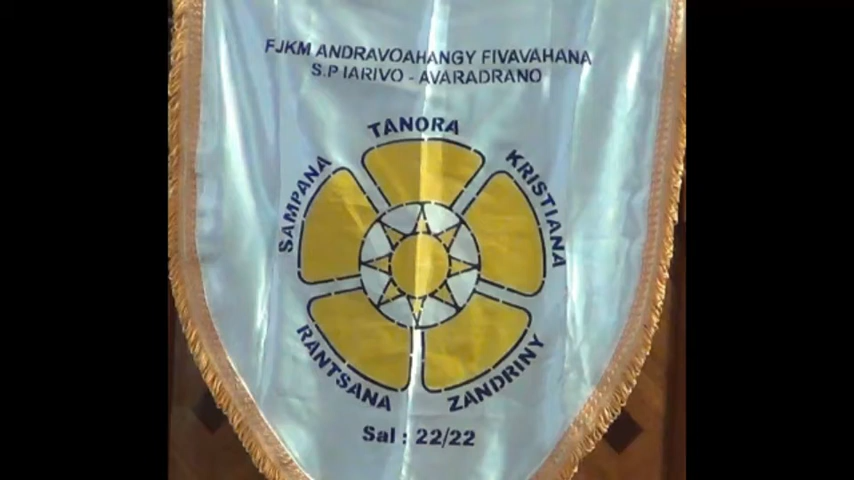 FJKM ANDRAVOAHANGY FIVAVAHANA
S.P IARIVO - AVARADRANO
SAMPANA
TANORA
KRISTIANA
RANTSANA
ZANDRINY
Sal : 22/22